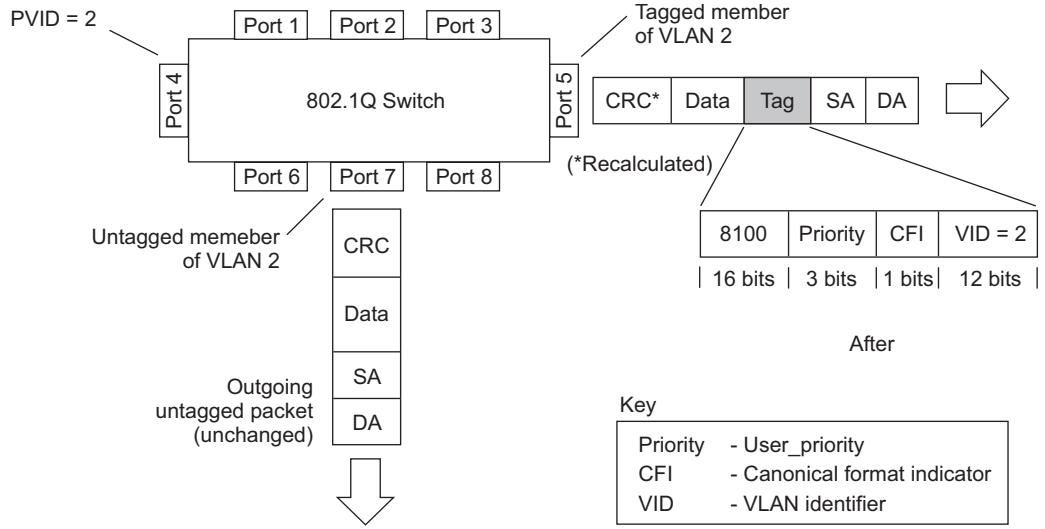 PVID = 2
Port 1
Port 2
Port 3
Tagged member
of VLAN 2
Port 4
802.1Q Switch
Port 5
CRC*
Data
Tag
SA
DA
(*Recalculated)
Port 6
Port 7
Port 8
Untagged memeber
of VLAN 2
CRC
Data
SA
DA
8100
Priority
CFI
VID = 2
16 bits
3 bits
1 bits
12 bits
After
Outgoing
untagged packet
(unchanged)
Key
Priority - User_priority
CFI - Canonical format indicator
VID - VLAN identifier